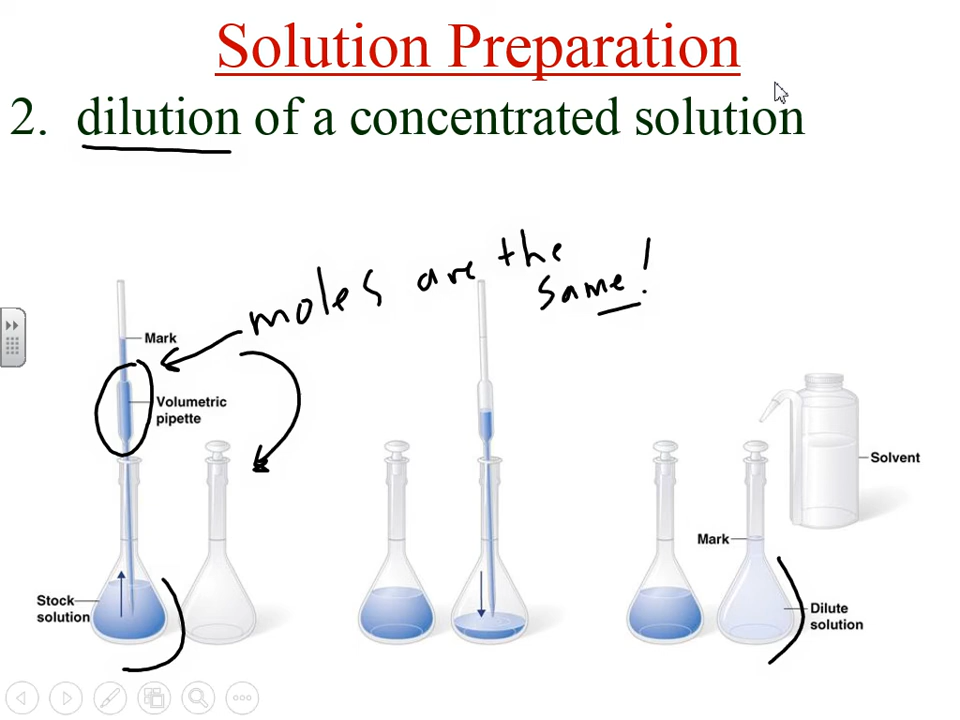 Solution Preparation
2. dilution of a concentrated solution
moles are the
same!
Mark
Volumetric
pipette
Solvent
Mark
Stock
solution
Dilute
solution